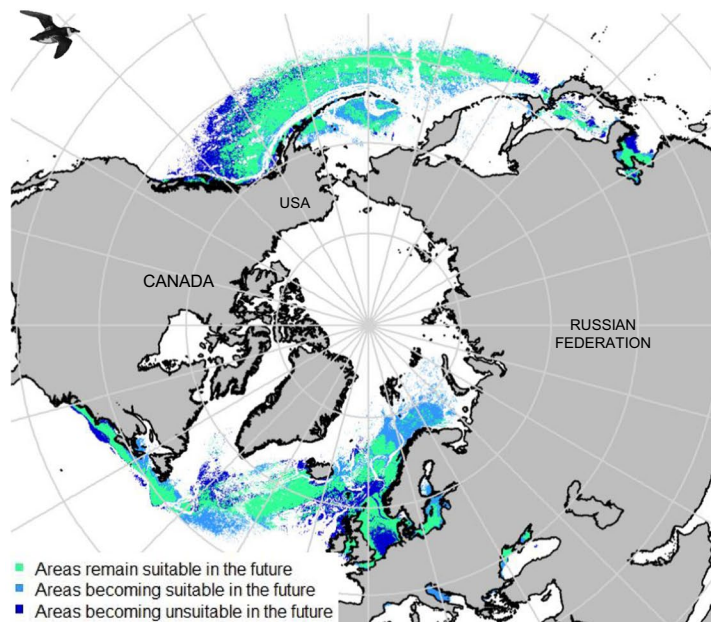 USA
CANADA
RUSSIAN
FEDERATION
Areas remain suitable in the future
Areas becoming suitable in the future
Areas becoming unsuitable in the future